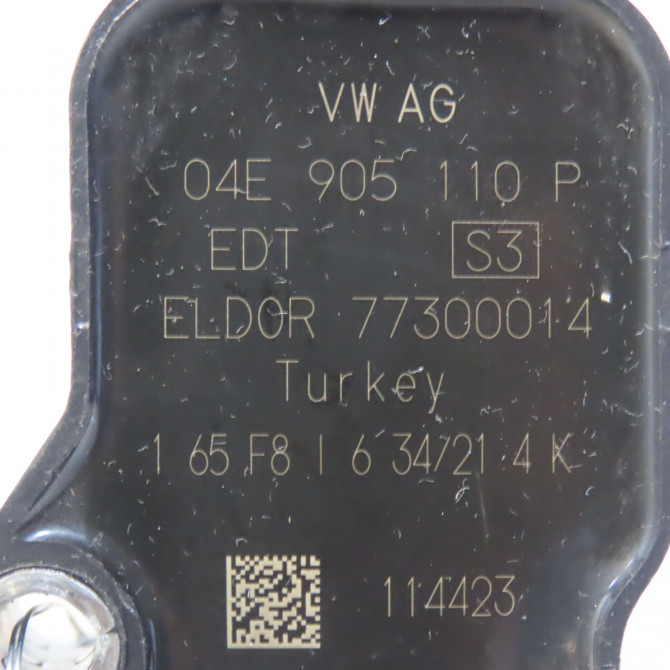 VW AG
04E 905 110 P
EDT S3
ELDOR 77300014
Turkey
1 65 F8 I 6 34/21 4 K
114423